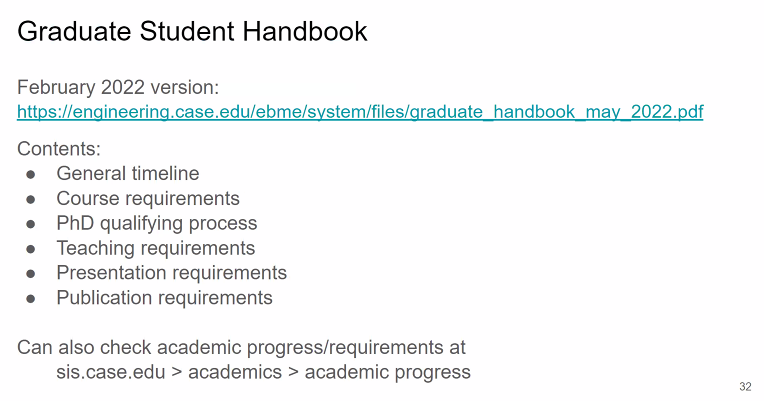 Graduate Student Handbook
February 2022 version:
https://engineering.case.edu/ebme/system/files/graduate_handbook_may_2022.pdf
Contents:
● General timeline
● Course requirements
● PhD qualifying process
● Teaching requirements
● Presentation requirements
● Publication requirements
Can also check academic progress/requirements at
sis.case.edu > academics > academic progress
32